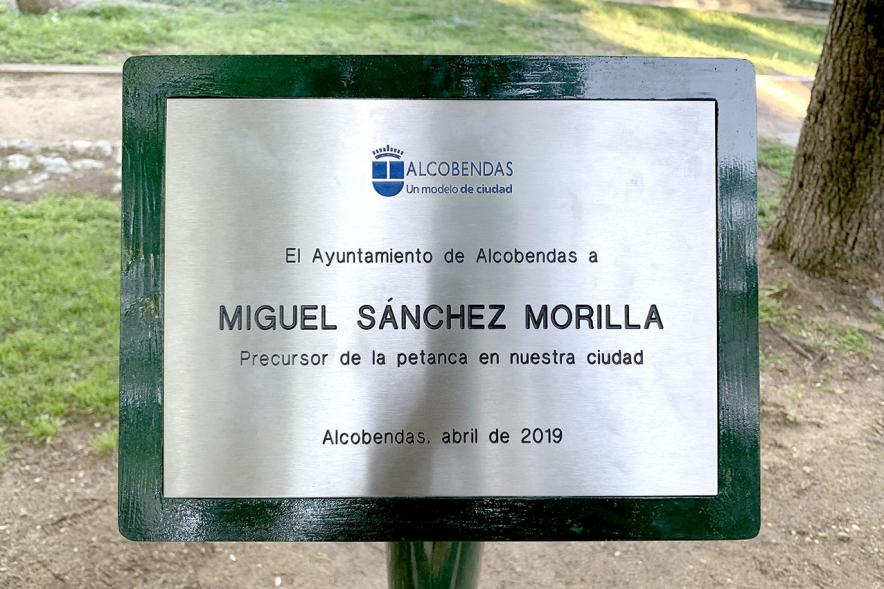 ALCOBENDAS
Un modelo de ciudad
El Ayuntamiento de Alcobendas a
MIGUEL SÁNCHEZ MORILLA
Precursor de la petanca en nuestra ciudad
Alcobendas, abril de 2019